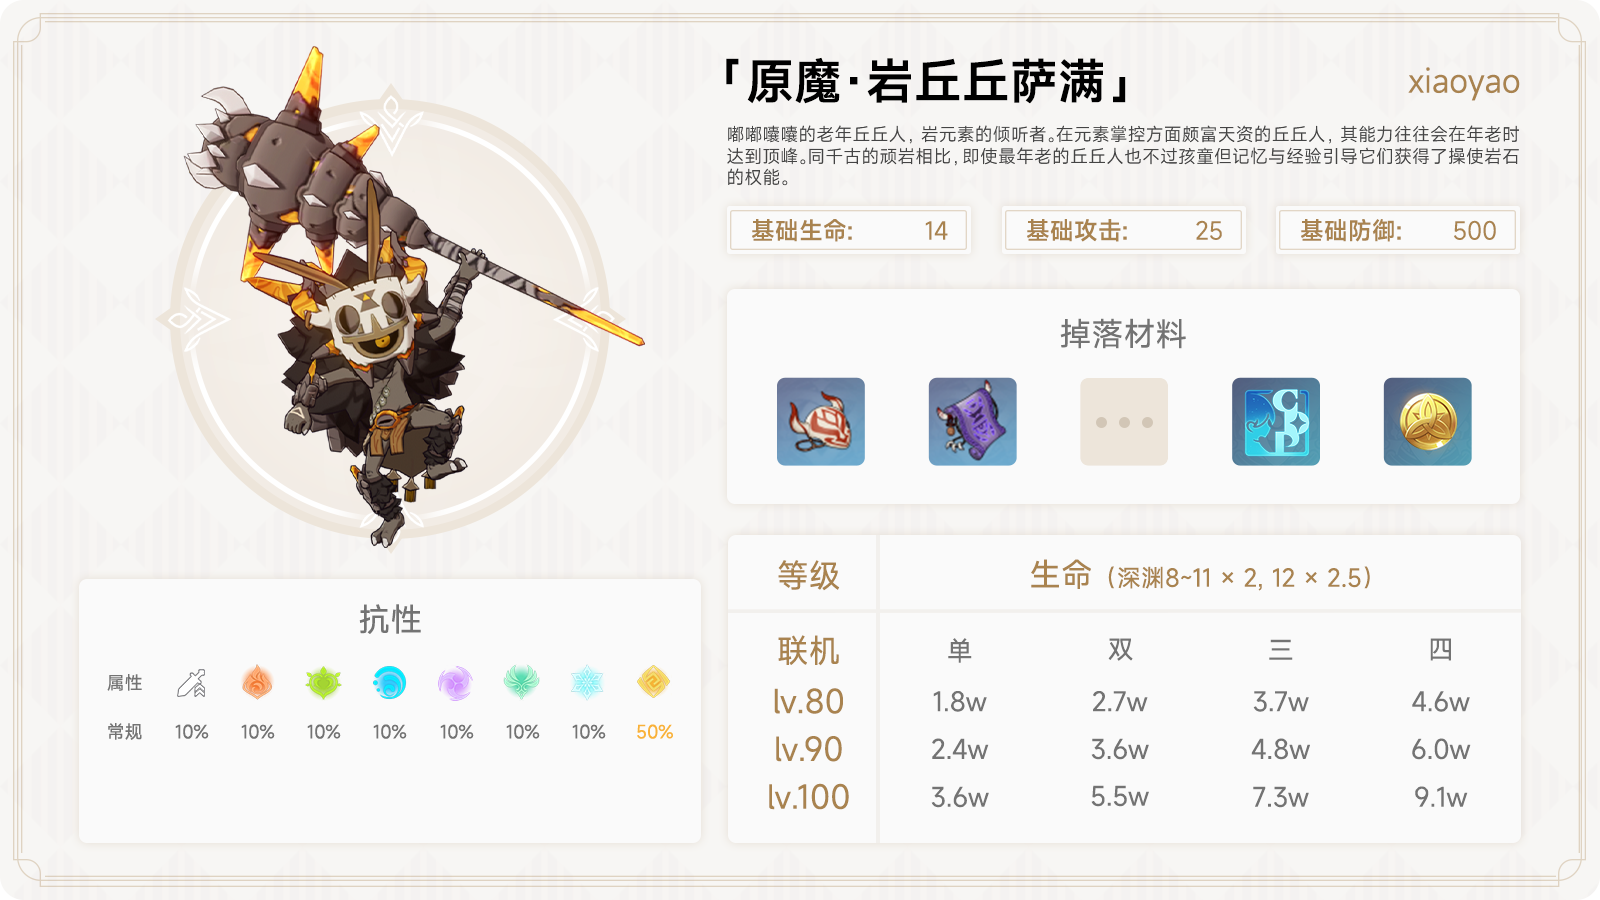 「原魔·岩丘丘萨满」
xiaoyao
嘟嘟囔囔的老年丘丘人，岩元素的倾听者。在元素掌控方面颇富天资的丘丘人，其能力往往会在年老时
达到顶峰。同千古的顽岩相比，即使最年老的丘丘人也不过孩童但记忆与经验引导它们获得了操使岩石
的权能。
基础生命: 14
基础攻击: 25
基础防御: 500
掉落材料
抗性
属性
常规 10% 10% 10% 10% 10% 10% 10% 50%
等级 生命（深渊8~11 × 2, 12 × 2.5）
联机 单 双 三 四
lv.80 1.8w 2.7w 3.7w 4.6w
lv.90 2.4w 3.6w 4.8w 6.0w
lv.100 3.6w 5.5w 7.3w 9.1w